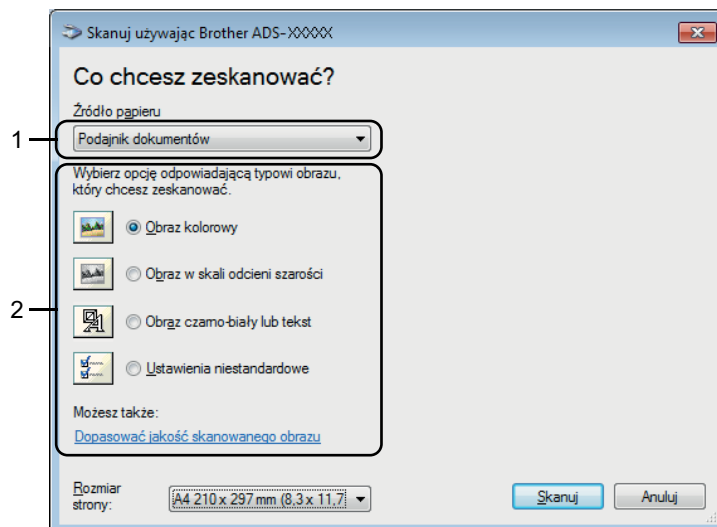 Skanuj używając Brother ADS-XXXXX
Co chcesz zeskanować?
Źródło papieru
1
Podajnik dokumentów
Wybierz opcję odpowiadającą typowi obrazu,
który chcesz zeskanować.
Obraz kolorowy
Obraz w skali odcieni szarości
2
Obraz czarno-biały lub tekst
Ustawienia niestandardowe
Możesz także:
Dopasować jakość skanowanego obrazu
Rozmiar
strony:
A4 210 x 297 mm (8,3 x 11,7
Skanuj
Anuluj